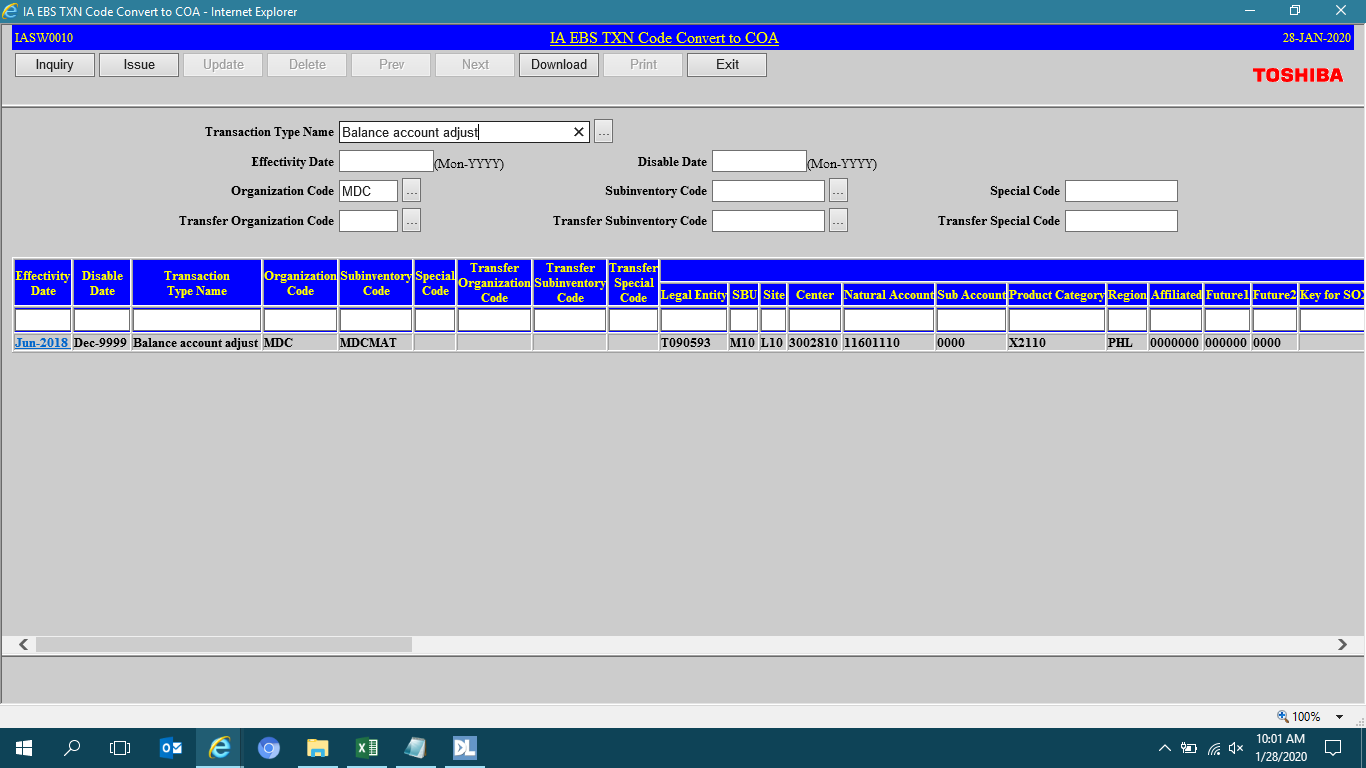 IA EBS TXN Code Convert to COA - Internet Explorer
IASW0010 IA EBS TXN Code Convert to COA 28-JAN-2020
Inquiry Issue Update Delete Prev Next Download Print Exit
TOSHIBA
Transaction Type Name Balance account adjust ...
Effectivity Date (Mon-YYYY) Disable Date (Mon-YYYY)
Organization Code MDC ... Subinventory Code ... Special Code
Transfer Organization Code ... Transfer Subinventory Code ... Transfer Special Code
Effectivity Date Disable Date Transaction Type Name Organization Code Subinventory Code Special Code Transfer Organization Code Transfer Subinventory Code Transfer Special Code
Legal Entity SBU Site Center Natural Account Sub Account Product Category Region Affiliated Future1 Future2 Key for SO
Jun-2018 Dec-9999 Balance account adjust MDC MDCMAT T090593 M10 L10 3002810 11601110 0000 X2110 PHL 0000000 000000 0000
100%
10:01 AM
1/28/2020